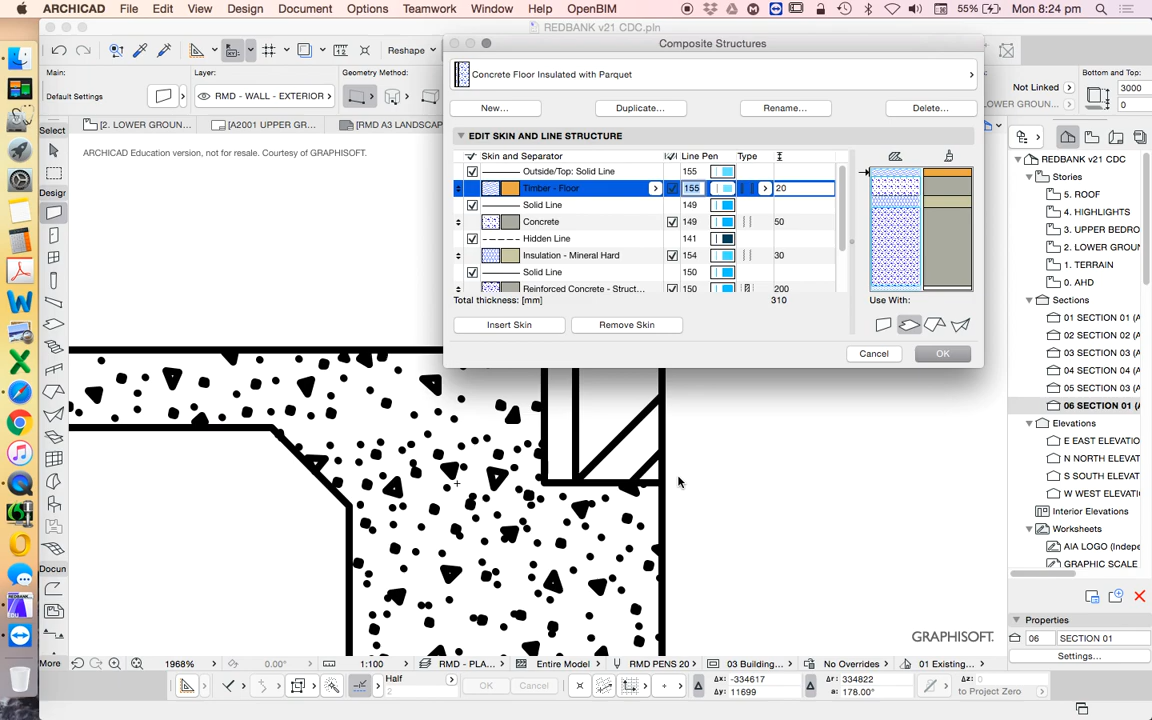 ARCHICAD File Edit View Design Document Options Teamwork Window Help OpenBIM 55% Mon 8:24 pm
REDBANK v21 CDC.pln
Composite Structures
Reshape
Main:
Layer:
Geometry Method:
Bottom and Top:
Default Settings
RMD - WALL - EXTERIOR
Not Linked
3000
LOWER GROUN...
0
Concrete Floor Insulated with Parquet
New...
Duplicate...
Rename...
Delete...
Select
[2. LOWER GROUN...
[A2001 UPPER GR...
[RMD A3 LANDSCAP
EDIT SKIN AND LINE STRUCTURE
ARCHICAD Education version, not for resale. Courtesy of GRAPHISOFT.
Skin and Separator
Line Pen
Type
Outside/Top: Solid Line
155
Timber - Floor
155
20
Solid Line
149
Concrete
149
50
Hidden Line
141
Insulation - Mineral Hard
154
30
Solid Line
150
Reinforced Concrete - Struct...
150
200
Total thickness: [mm]
310
Use With:
Insert Skin
Remove Skin
Cancel
OK
Design
Docun
More
REDBANK v21 CDC
Stories
5. ROOF
4. HIGHLIGHTS
3. UPPER BEDRO
2. LOWER GROUN
1. TERRAIN
0. AHD
Sections
01 SECTION 01 (A
02 SECTION 02 (A
03 SECTION 03 (A
04 SECTION 04 (A
05 SECTION 03 (A
06 SECTION 01 (A
Elevations
E EAST ELEVATIO
N NORTH ELEVAT
S SOUTH ELEVAT
W WEST ELEVATI
Interior Elevations
Worksheets
AIA LOGO (Indepe
GRAPHIC SCALE
Properties
06
SECTION 01
Settings...
GRAPHISOFT.
1968%
0.00°
1:100
RMD - PLA...
Entire Model
RMD PENS 20
03 Building...
No Overrides
01 Existing...
Half
2
OK
Cancel
Δx: -334617
Δy: 11699
Δr: 334822
a: 178.00°
Δz:
0
to Project Zero